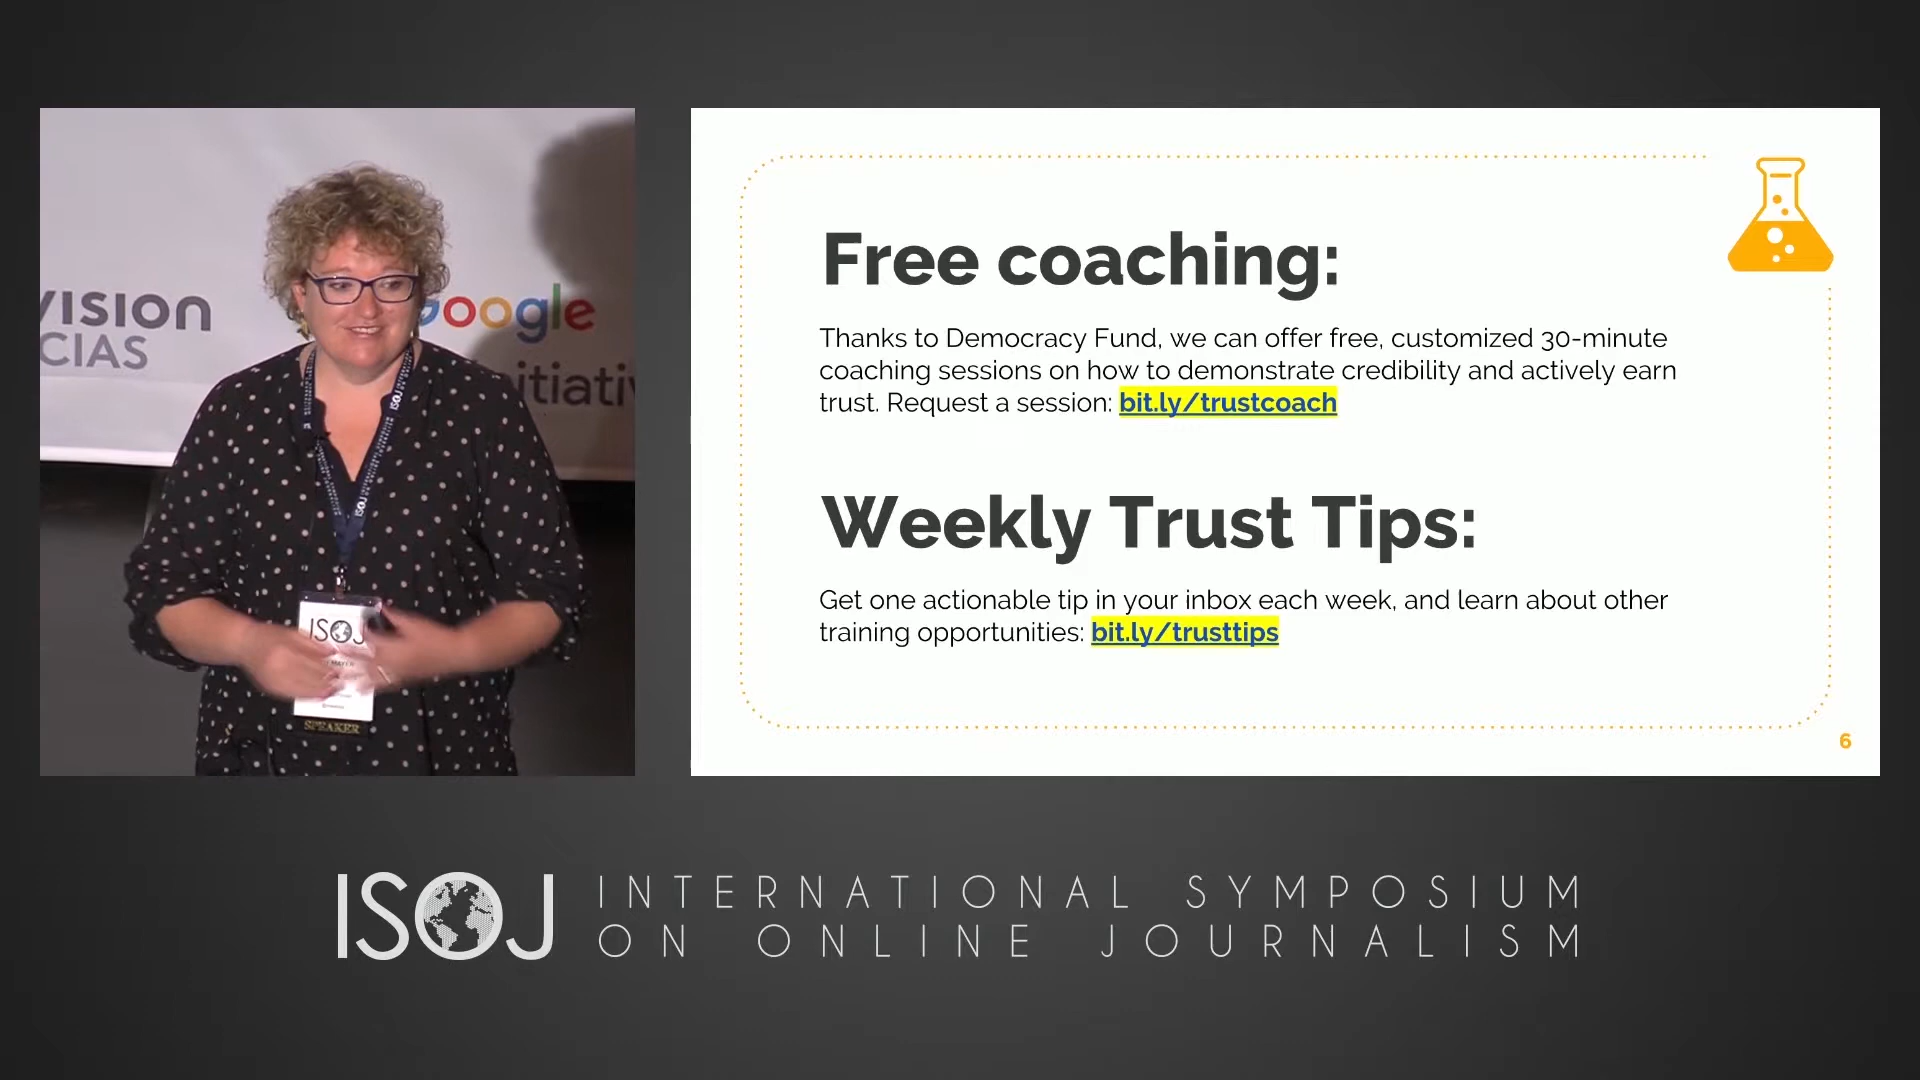 VISION
CIAS
Google
itiativ
ISOJ
ISOJ
ISOJ
SPEAKER
Free coaching:
Thanks to Democracy Fund, we can offer free, customized 30-minute
coaching sessions on how to demonstrate credibility and actively earn
trust. Request a session: bit.ly/trustcoach
Weekly Trust Tips:
Get one actionable tip in your inbox each week, and learn about other
training opportunities: bit.ly/trusttips
6
ISOJ
INTERNATIONAL SYMPOSIUM
ON ONLINE JOURNALISM